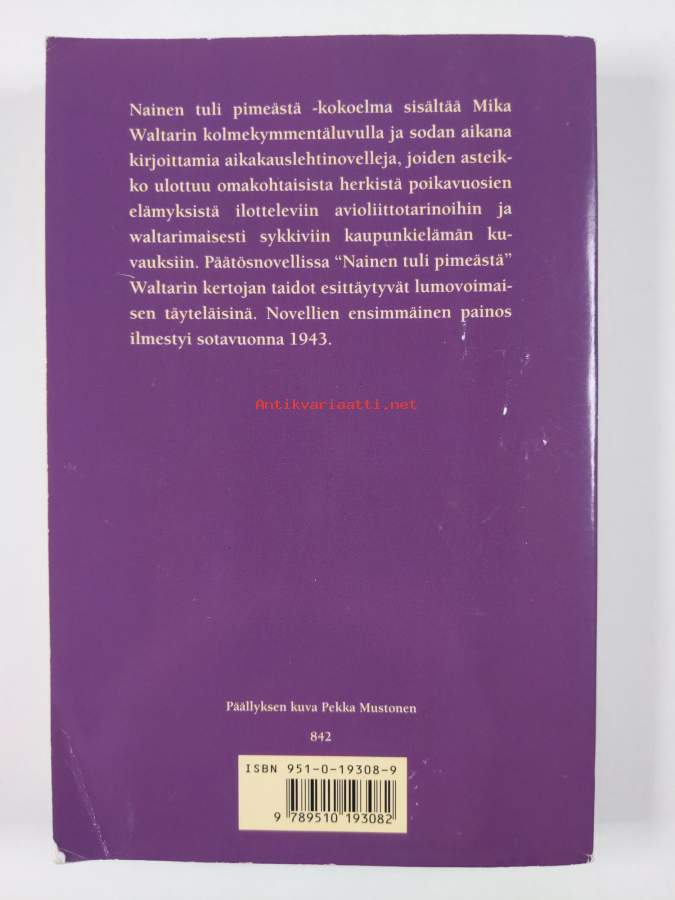 Nainen tuli pimeästä -kokoelma sisältää Mika
Waltarin kolmekymmentäluvulla ja sodan aikana
kirjoittamia aikakauslehtinovelleja, joiden asteik-
ko ulottuu omakohtaisista herkistä poikavuosien
elämyksistä ilotteleviin avioliittotarinoihin ja
waltarimaisesti sykkiviin kaupunkielämän ku-
vauksiin. Päätösnovellissa “Nainen tuli pimeästä”
Waltarin kertojan taidot esittäytyvät lumovoimai-
sen täyteläisinä. Novellien ensimmäinen painos
ilmestyi sotavuonna 1943.
Antikvariaatti.net
Päällyksen kuva Pekka Mustonen
842
ISBN 951-0-19308-9
9 789510 193082